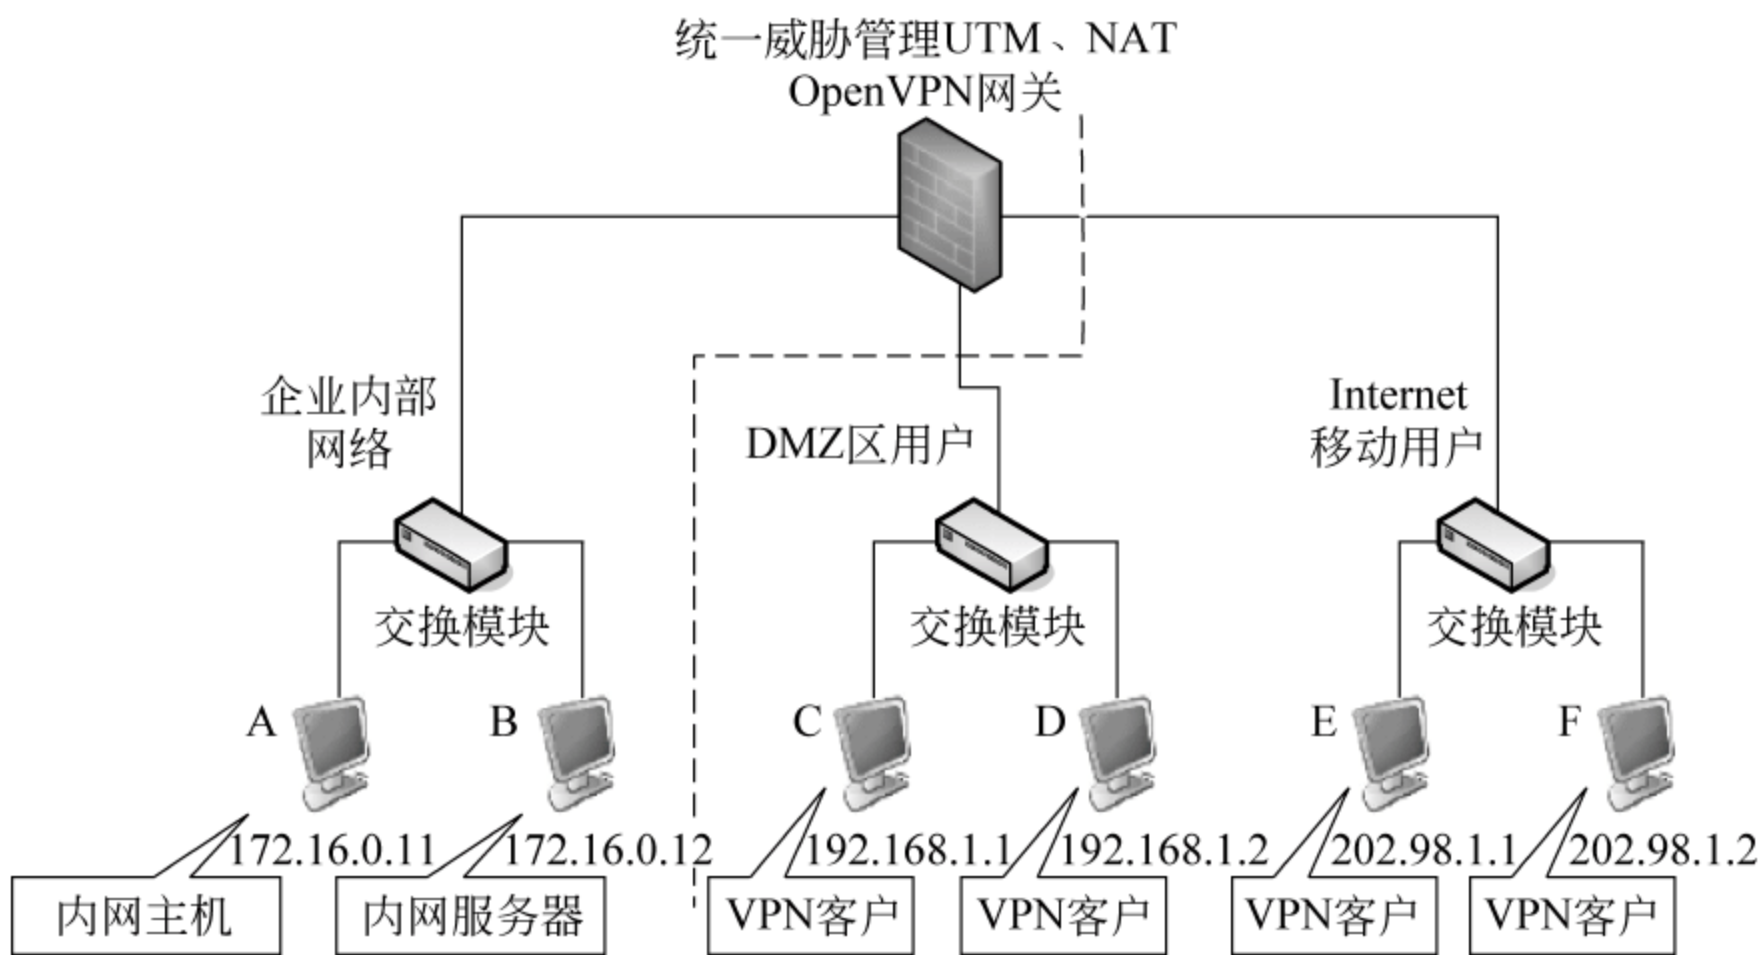 统一威胁管理UTM、NAT
OpenVPN网关
企业内部
网络
DMZ区用户
Internet
移动用户
交换模块
交换模块
交换模块
A
B
C
D
E
F
172.16.0.11
172.16.0.12
192.168.1.1
192.168.1.2
202.98.1.1
202.98.1.2
内网主机
内网服务器
VPN客户
VPN客户
VPN客户
VPN客户